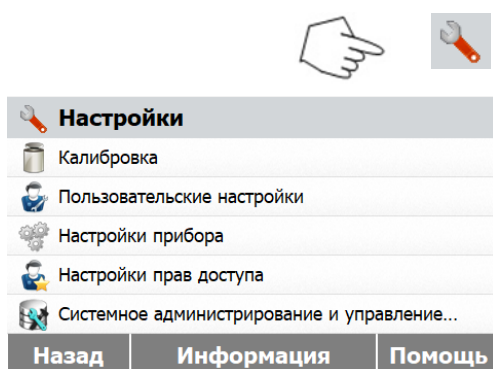 Настройки
Калибровка
Пользовательские настройки
Настройки прибора
Настройки прав доступа
Системное администрирование и управление...
Назад Информация Помощь